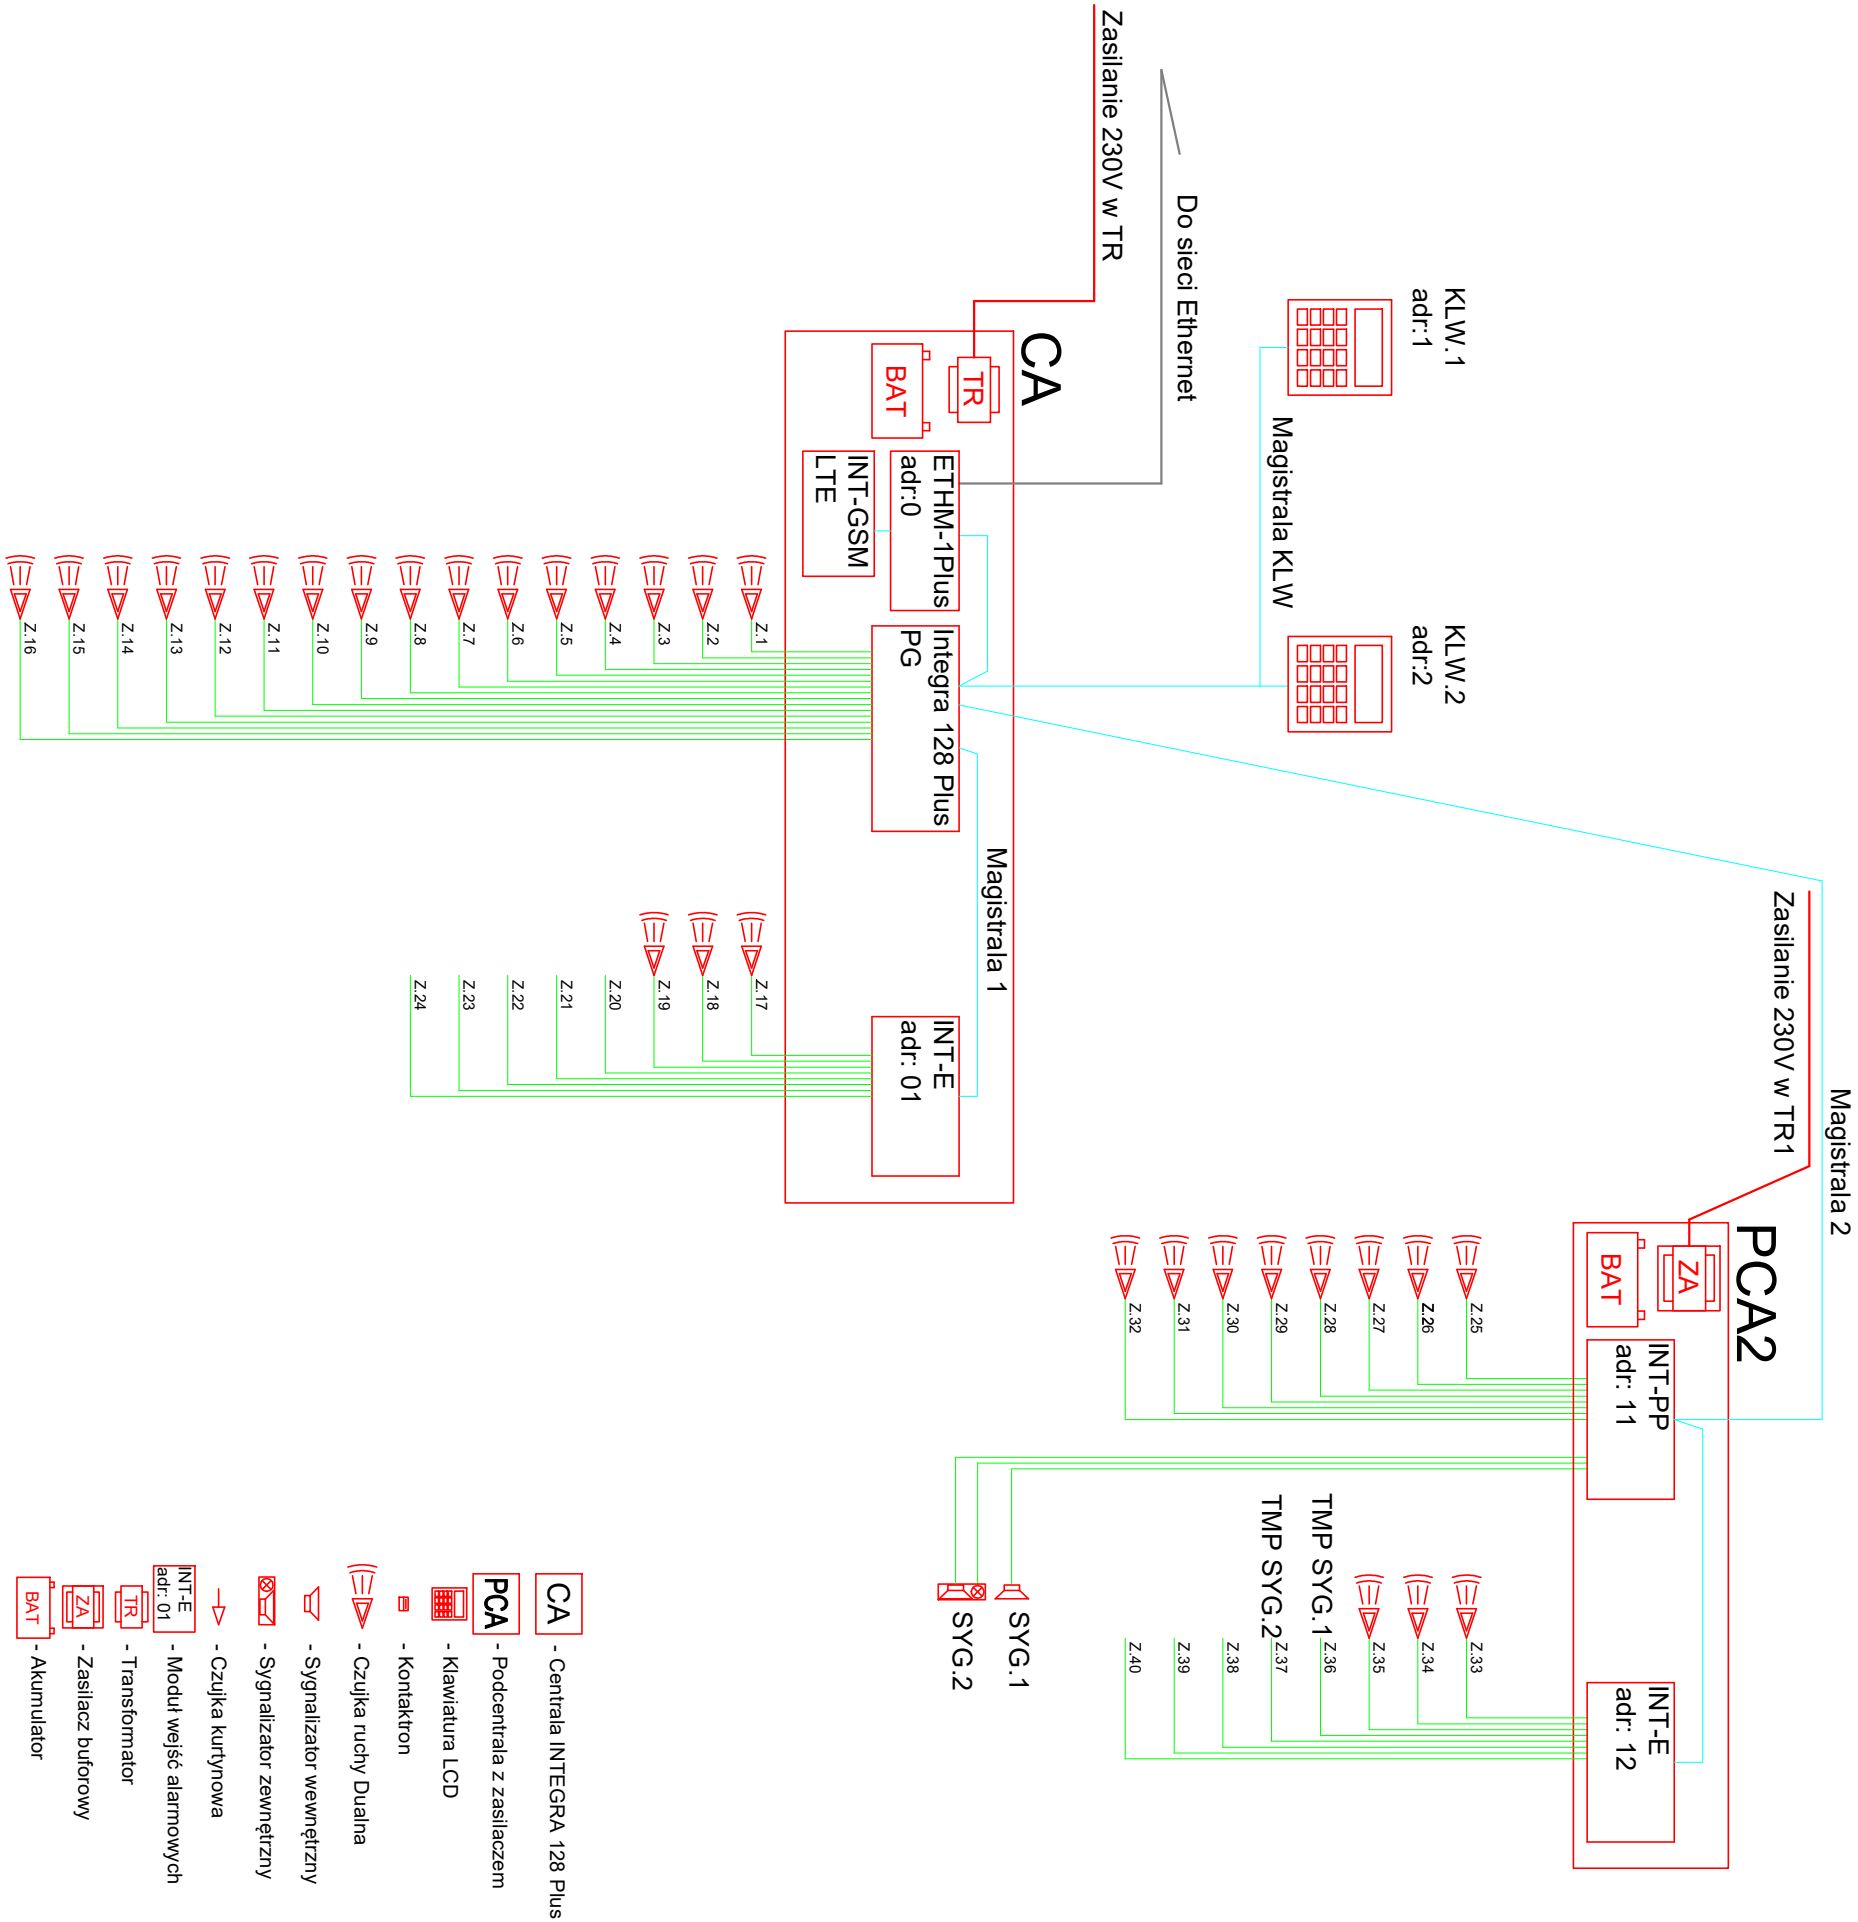 Magistrala 2
Zasilanie 230V w TR1
PCA2
ZA
BAT
INT-PP
adr: 11
INT-E
adr: 12
Z.25
Z.26
Z.27
Z.28
Z.29
Z.30
Z.31
Z.32
Z.33
Z.34
Z.35
TMP SYG.1
Z.36
TMP SYG.2
Z.37
Z.38
Z.39
Z.40
SYG.1
SYG.2
KLW.1
adr:1
KLW.2
adr:2
Magistrala KLW
Do sieci Ethernet
Zasilanie 230V w TR
CA
TR
BAT
ETHM-1Plus
adr:0
INT-GSM
LTE
Integra 128 Plus
PG
Magistrala 1
INT-E
adr: 01
Z.1
Z.2
Z.3
Z.4
Z.5
Z.6
Z.7
Z.8
Z.9
Z.10
Z.11
Z.12
Z.13
Z.14
Z.15
Z.16
Z.17
Z.18
Z.19
Z.20
Z.21
Z.22
Z.23
Z.24
CA - Centrala INTEGRA 128 Plus
PCA - Podcentrala z zasilaczem
- Klawiatura LCD
- Kontaktron
- Czujka ruchy Dualna
- Sygnalizator wewnętrzny
- Sygnalizator zewnętrzny
- Czujka kurtynowa
INT-E
adr: 01
- Moduł wejść alarmowych
TR - Transformator
ZA - Zasilacz buforowy
BAT - Akumulator